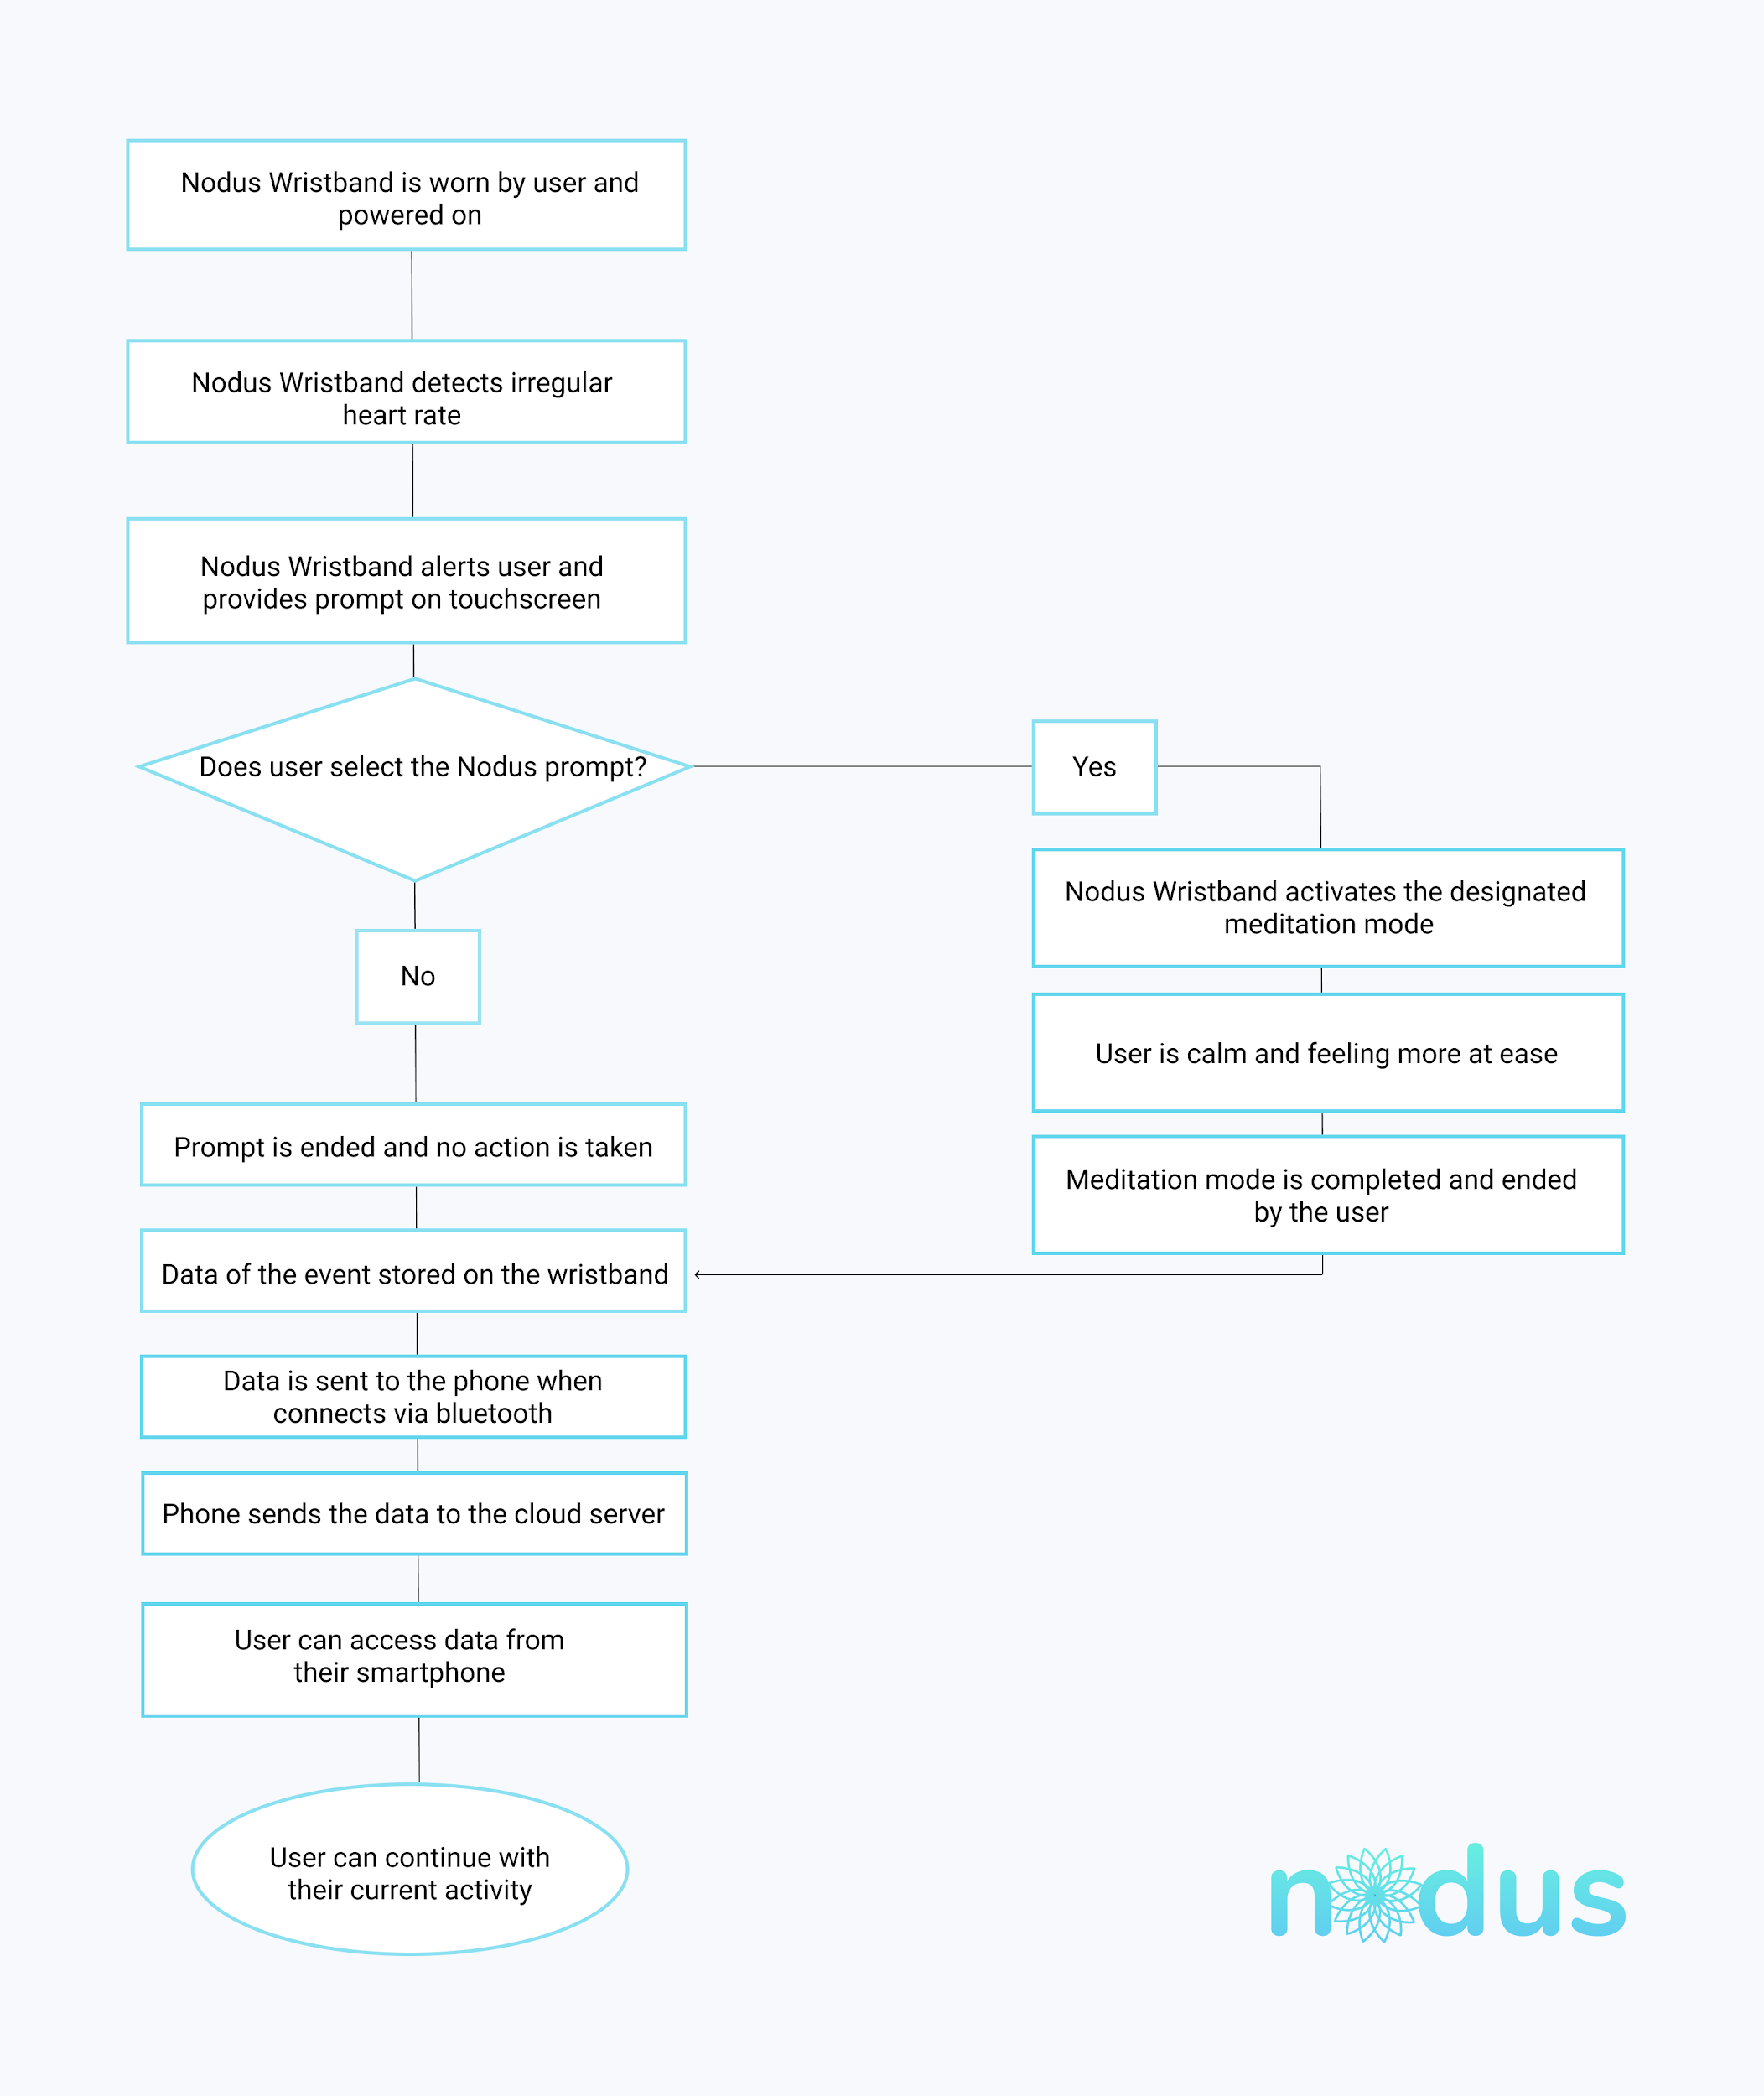 Nodus Wristband is worn by user and
powered on
Nodus Wristband detects irregular
heart rate
Nodus Wristband alerts user and
provides prompt on touchscreen
Does user select the Nodus prompt?
Yes
Nodus Wristband activates the designated
meditation mode
User is calm and feeling more at ease
Meditation mode is completed and ended
by the user
No
Prompt is ended and no action is taken
Data of the event stored on the wristband
Data is sent to the phone when
connects via bluetooth
Phone sends the data to the cloud server
User can access data from
their smartphone
User can continue with
their current activity
nodus